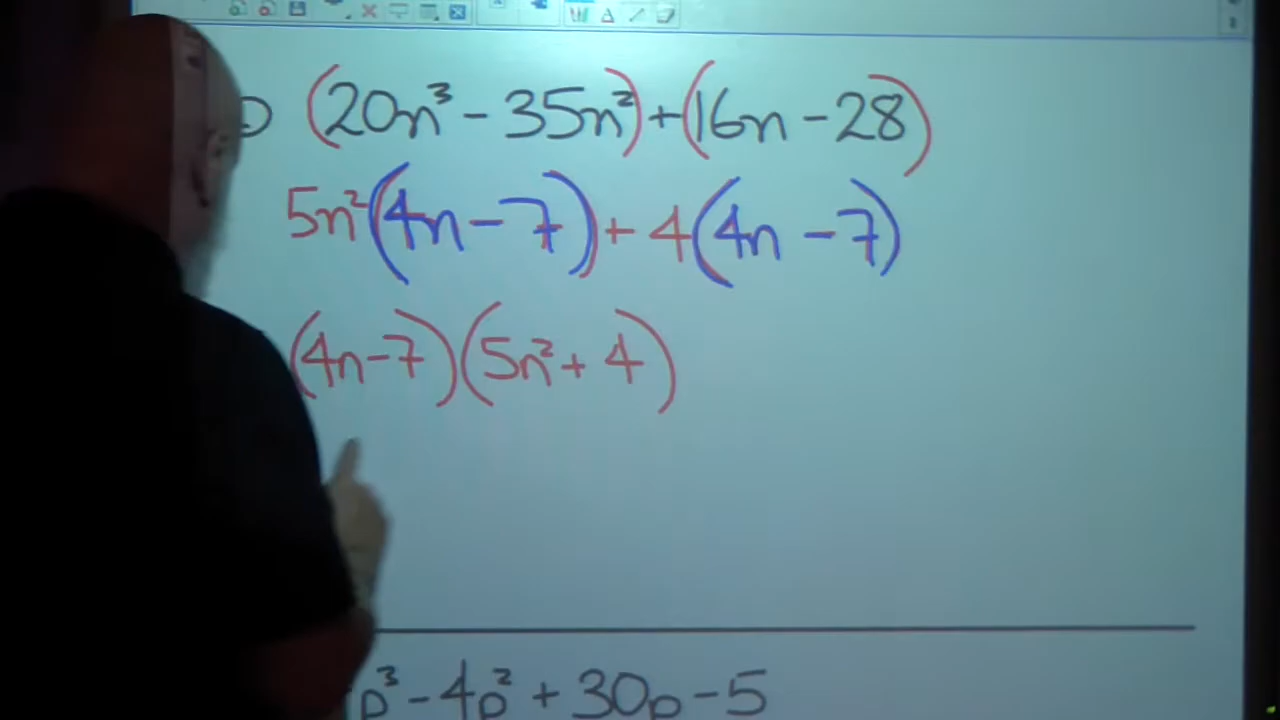 (20n³ - 35n²) + (16n - 28)
5n²(4n - 7) + 4(4n - 7)
(4n - 7)(5n² + 4)
p³ - 4p² + 30p - 5